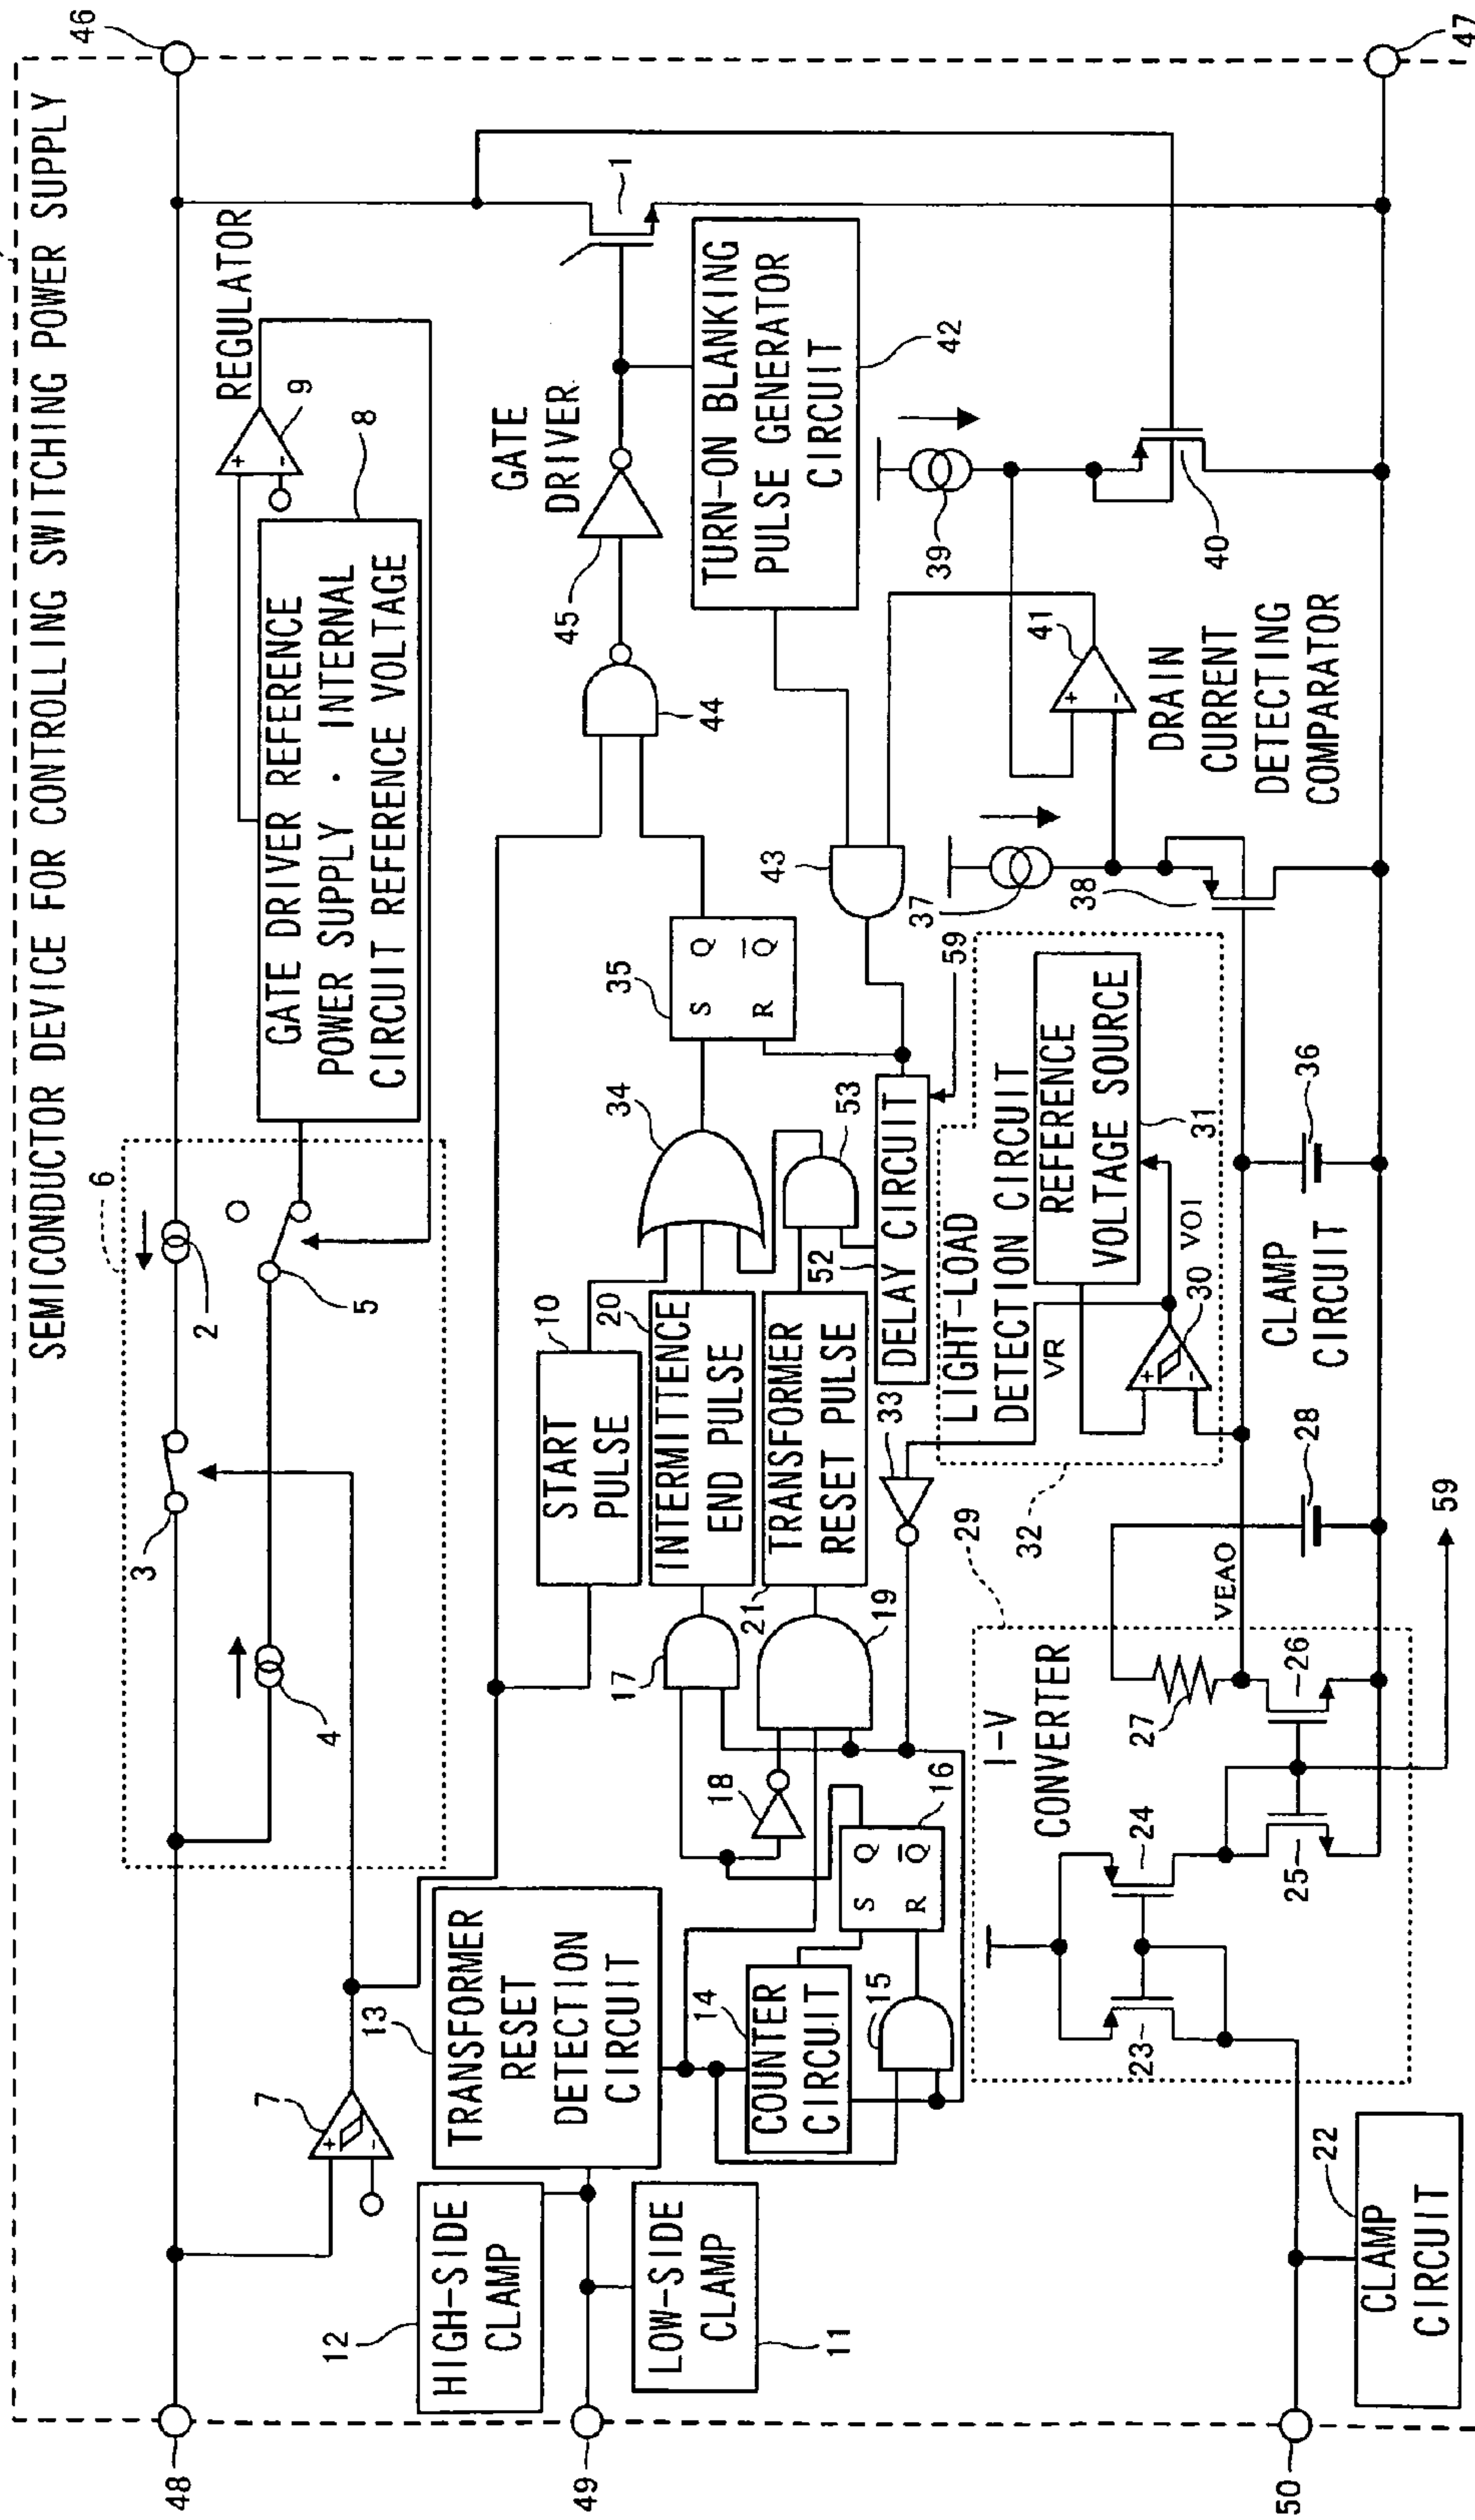 SEMICONDUCTOR DEVICE FOR CONTROLLING SWITCHING POWER SUPPLY
46
6
3
2
REGULATOR
+
-
9
4
5
GATE DRIVER REFERENCE
POWER SUPPLY · INTERNAL
CIRCUIT REFERENCE VOLTAGE
8
48
7
+
-
12
HIGH-SIDE
CLAMP
49
LOW-SIDE
CLAMP
11
13
TRANSFORMER
RESET
DETECTION
CIRCUIT
14
COUNTER
CIRCUIT
15
S Q
R Q
16
17
18
19
10
START
PULSE
20
INTERMITTENCE
END PULSE
21
TRANSFORMER
RESET PULSE
33
34
53
52
DELAY CIRCUIT
59
35
S Q
R Q
43
44
45
GATE
DRIVER
1
TURN-ON BLANKING
PULSE GENERATOR
CIRCUIT
42
39
40
41
+
-
DRAIN
CURRENT
DETECTING
COMPARATOR
37
38
LIGHT-LOAD
DETECTION CIRCUIT
REFERENCE
VOLTAGE SOURCE
31
VR
VO1
30
+
-
32
29
I-V
CONVERTER
23
24
25
26
27
VEAO
28
59
CLAMP
CIRCUIT
36
47
50
22
CLAMP
CIRCUIT